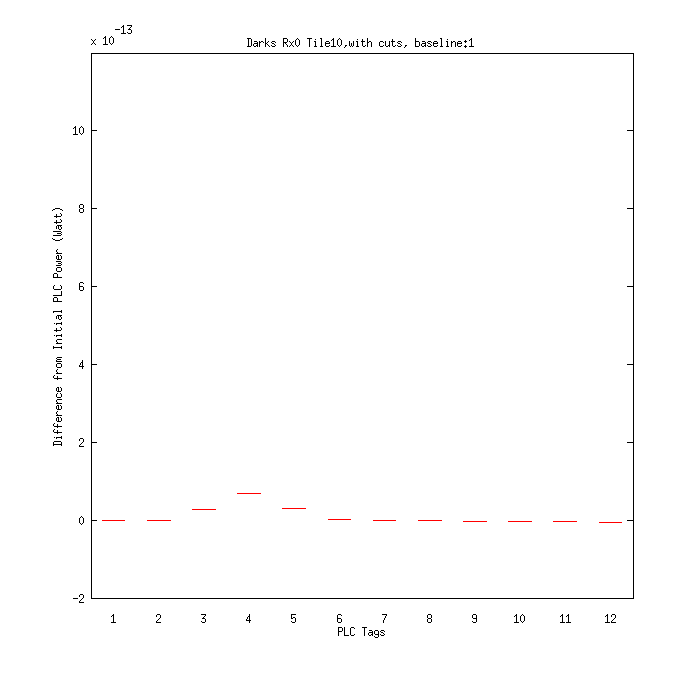 x 10-13
Darks Rx0 Tile10,with cuts, baseline:1
10
8
6
4
2
0
-2
Difference from Initial PLC Power (Watt)
1 2 3 4 5 6 7 8 9 10 11 12
PLC Tags